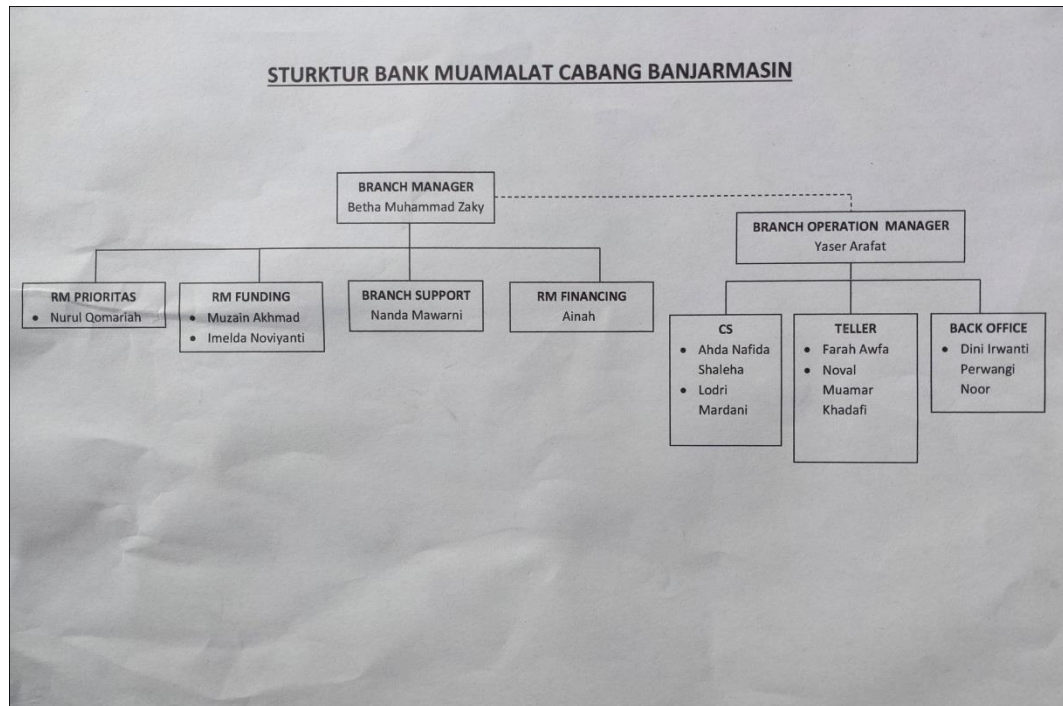 STURKTUR BANK MUAMALAT CABANG BANJARMASIN
BRANCH MANAGER
Betha Muhammad Zaky
BRANCH OPERATION MANAGER
Yaser Arafat
RM PRIORITAS
• Nurul Qomariah
RM FUNDING
• Muzain Akhmad
• Imelda Noviyanti
BRANCH SUPPORT
Nanda Mawarni
RM FINANCING
Ainah
CS
• Ahda Nafida
Shaleha
• Lodri
Mardani
TELLER
• Farah Awfa
• Noval
Muamar
Khadafi
BACK OFFICE
• Dini Irwanti
Perwangi
Noor